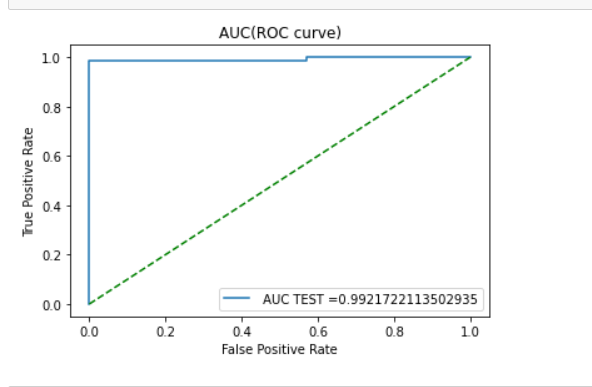 AUC(ROC curve)
1.0
0.8
0.6
0.4
0.2
0.0
True Positive Rate
AUC TEST =0.9921722113502935
0.0 0.2 0.4 0.6 0.8 1.0
False Positive Rate